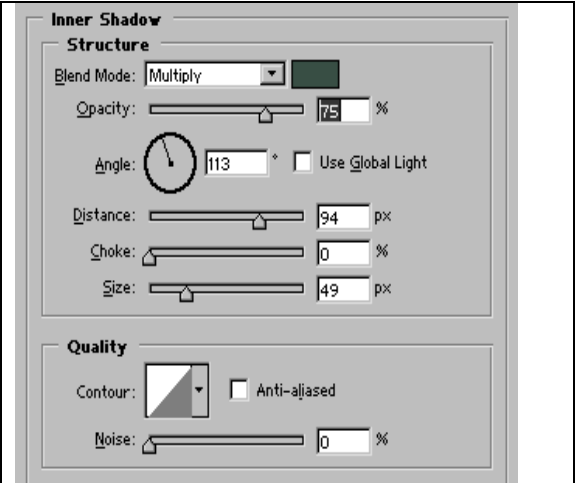 Inner Shadow
Structure
Blend Mode: Multiply
Opacity: 75 %
Angle: 113 ° Use Global Light
Distance: 94 px
Choke: 0 %
Size: 49 px
Quality
Contour: Anti-aliased
Noise: 0 %